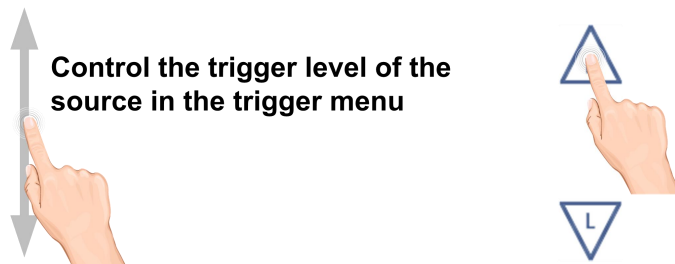 Control the trigger level of the
source in the trigger menu
L